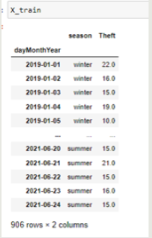 X_train
season Theft
dayMonthYear
2019-01-01 winter 22.0
2019-01-02 winter 16.0
2019-01-03 winter 15.0
2019-01-04 winter 19.0
2019-01-05 winter 10.0
... ... ...
2021-06-20 summer 15.0
2021-06-21 summer 21.0
2021-06-22 summer 15.0
2021-06-23 summer 16.0
2021-06-24 summer 15.0
906 rows × 2 columns